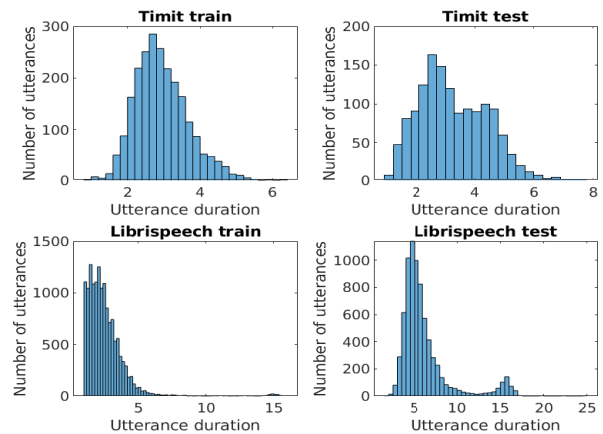 Timit train
Number of utterances
300
200
100
0
2
4
6
Utterance duration
Timit test
Number of utterances
200
150
100
50
0
2
4
6
8
Utterance duration
Librispeech train
Number of utterances
1500
1000
500
0
5
10
15
Utterance duration
Librispeech test
Number of utterances
1000
800
600
400
200
0
5
10
15
20
25
Utterance duration